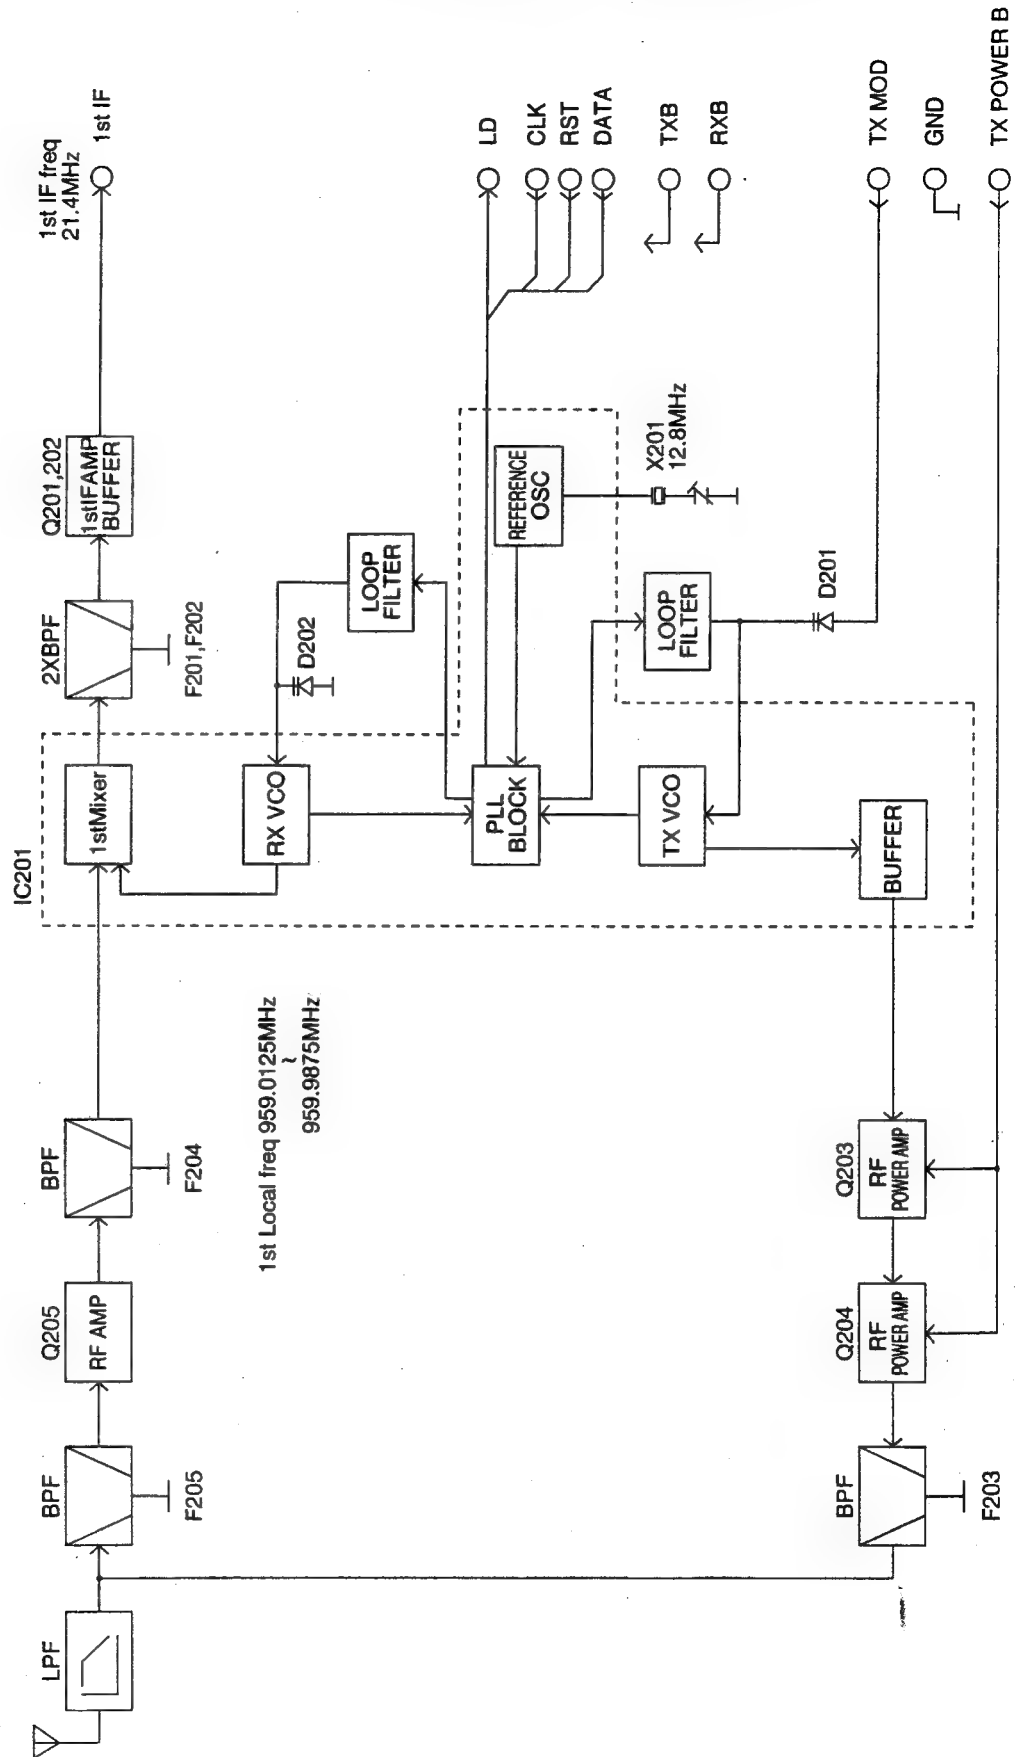 LPF
BPF
F205
Q205
RF AMP
BPF
F204
IC201
1stMixer
2XBPF
F201,F202
Q201,202
1stIFAMP
BUFFER
1st IF freq
21.4MHz
1st IF
1st Local freq 959.0125MHz
~
959.9875MHz
RX VCO
D202
LOOP
FILTER
PLL
BLOCK
REFERENCE
OSC
X201
12.8MHz
LD
CLK
RST
DATA
TXB
RXB
TX VCO
LOOP
FILTER
D201
TX MOD
GND
TX POWER B
BUFFER
Q203
RF
POWER AMP
Q204
RF
POWER AMP
BPF
F203